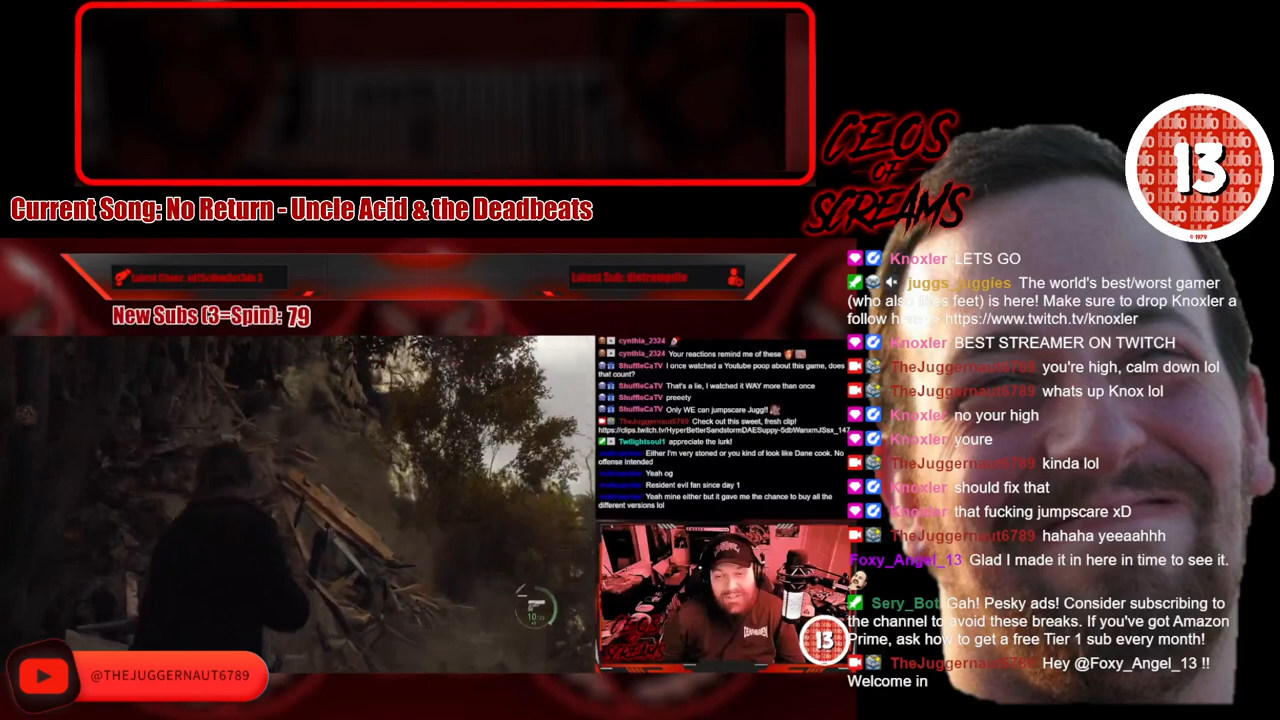 Current Song: No Return - Uncle Acid & the Deadbeats
New Subs (3=Spin): 79
cynthia_2324
cynthia_2324 Your reactions remind me of these
ShuffleCaTV I once watched a Youtube poop about this game, does
that count?
ShuffleCaTV That's a lie, I watched it WAY more than once
ShuffleCaTV preeety
ShuffleCaTV Only WE can jumpscare Jugg!!
TheJuggernaut6789 Check out this sweet, fresh clip!
Twilightsoul1 appreciate the lurk!
Either I'm very stoned or you kind of look like Dane cook. No
offense intended
Yeah og
Resident evil fan since day 1
Yeah mine either but it gave me the chance to buy all the
different versions lol
10
13
@THEJUGGERNAUT6789
CEOS
OF
SCREAMS
13
© 1979
Knoxler LETS GO
juggs_juggies The world's best/worst gamer
(who also likes feet) is here! Make sure to drop Knoxler a
follow https://www.twitch.tv/knoxler
Knoxler BEST STREAMER ON TWITCH
TheJuggernaut6789 you're high, calm down lol
TheJuggernaut6789 whats up Knox lol
Knoxler no your high
Knoxler youre
TheJuggernaut6789 kinda lol
Knoxler should fix that
Knoxler that fucking jumpscare xD
TheJuggernaut6789 hahaha yeeaahhh
Foxy_Angel_13 Glad I made it in here in time to see it.
Sery_Bot Gah! Pesky ads! Consider subscribing to
the channel to avoid these breaks. If you've got Amazon
Prime, ask how to get a free Tier 1 sub every month!
TheJuggernaut6789 Hey @Foxy_Angel_13 !!
Welcome in